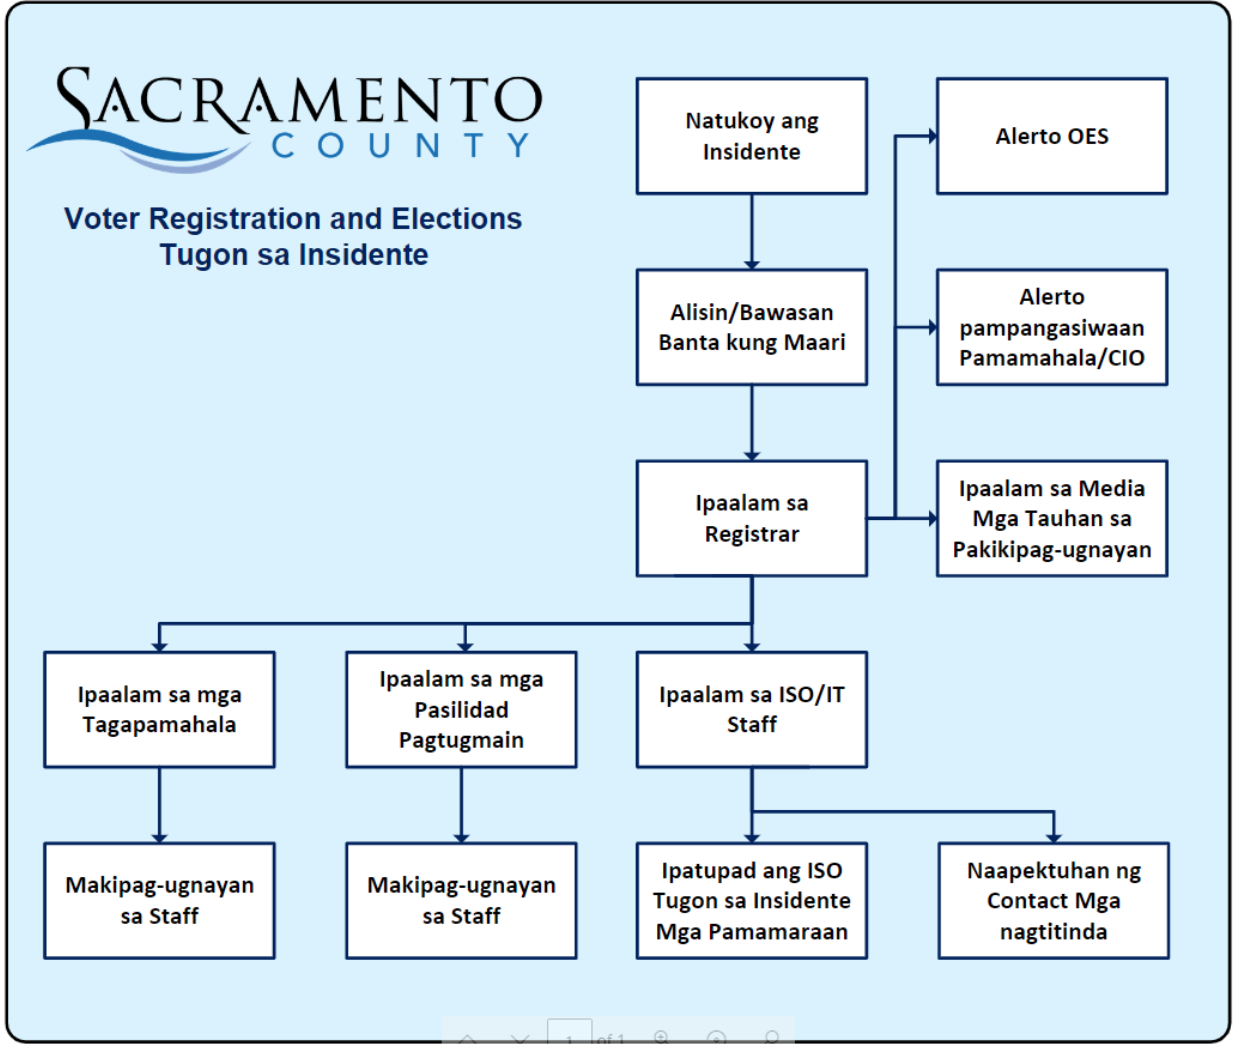 SACRAMENTO
COUNTY
Voter Registration and Elections
Tugon sa Insidente
Natukoy ang
Insidente
Alerto OES
Alisin/Bawasan
Banta kung Maari
Alerto
pampangasiwaan
Pamamahala/CIO
Ipaalam sa
Registrar
Ipaalam sa Media
Mga Tauhan sa
Pakikipag-ugnayan
Ipaalam sa mga
Tagapamahala
Ipaalam sa mga
Pasilidad
Pagtugmain
Ipaalam sa ISO/IT
Staff
Makipag-ugnayan
sa Staff
Makipag-ugnayan
sa Staff
Ipatupad ang ISO
Tugon sa Insidente
Mga Pamamaraan
Naapektuhan ng
Contact Mga
nagtitinda
1 of 1